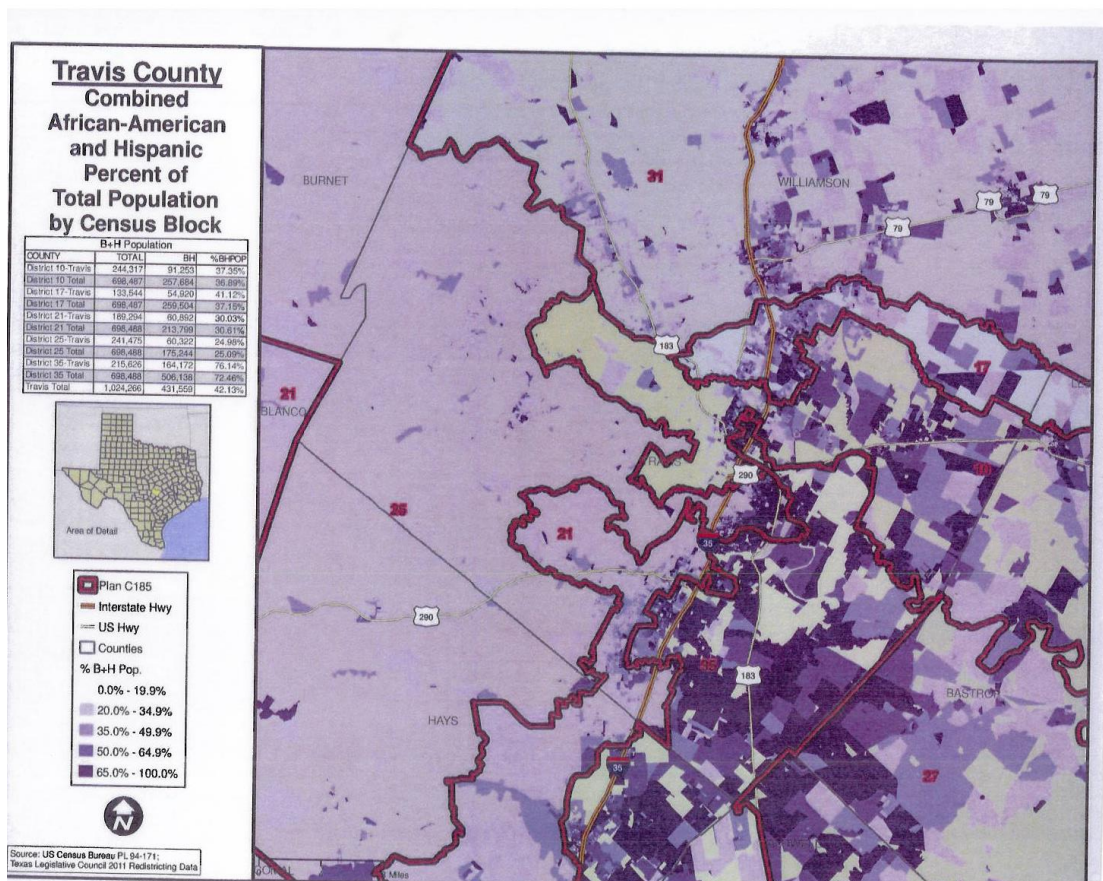 Travis County
Combined
African-American
and Hispanic
Percent of
Total Population
by Census Block
B+H Population
COUNTY TOTAL BH %BHPOP
District 10-Travis 244,317 91,253 37.35%
District 10 Total 698,487 257,684 36.89%
District 17-Travis 133,544 54,920 41.12%
District 17 Total 698,487 259,504 37.15%
District 21-Travis 189,294 60,892 30.03%
District 21 Total 698,488 213,799 30.61%
District 25-Travis 241,475 60,322 24.98%
District 25 Total 698,488 175,244 25.09%
District 35-Travis 215,626 164,172 76.14%
District 35 Total 698,488 506,138 72.46%
Travis Total 1,024,266 431,559 42.13%
Area of Detail
Plan C185
Interstate Hwy
US Hwy
Counties
% B+H Pop.
0.0% - 19.9%
20.0% - 34.9%
35.0% - 49.9%
50.0% - 64.9%
65.0% - 100.0%
N
Source: US Census Bureau PL 94-171;
Texas Legislative Council 2011 Redistricting Data
BURNET
31
WILLIAMSON
79
79
79
183
17
21
BLANCO
290
25
21
35
290
35
183
BASTROP
HAYS
35
27
Miles